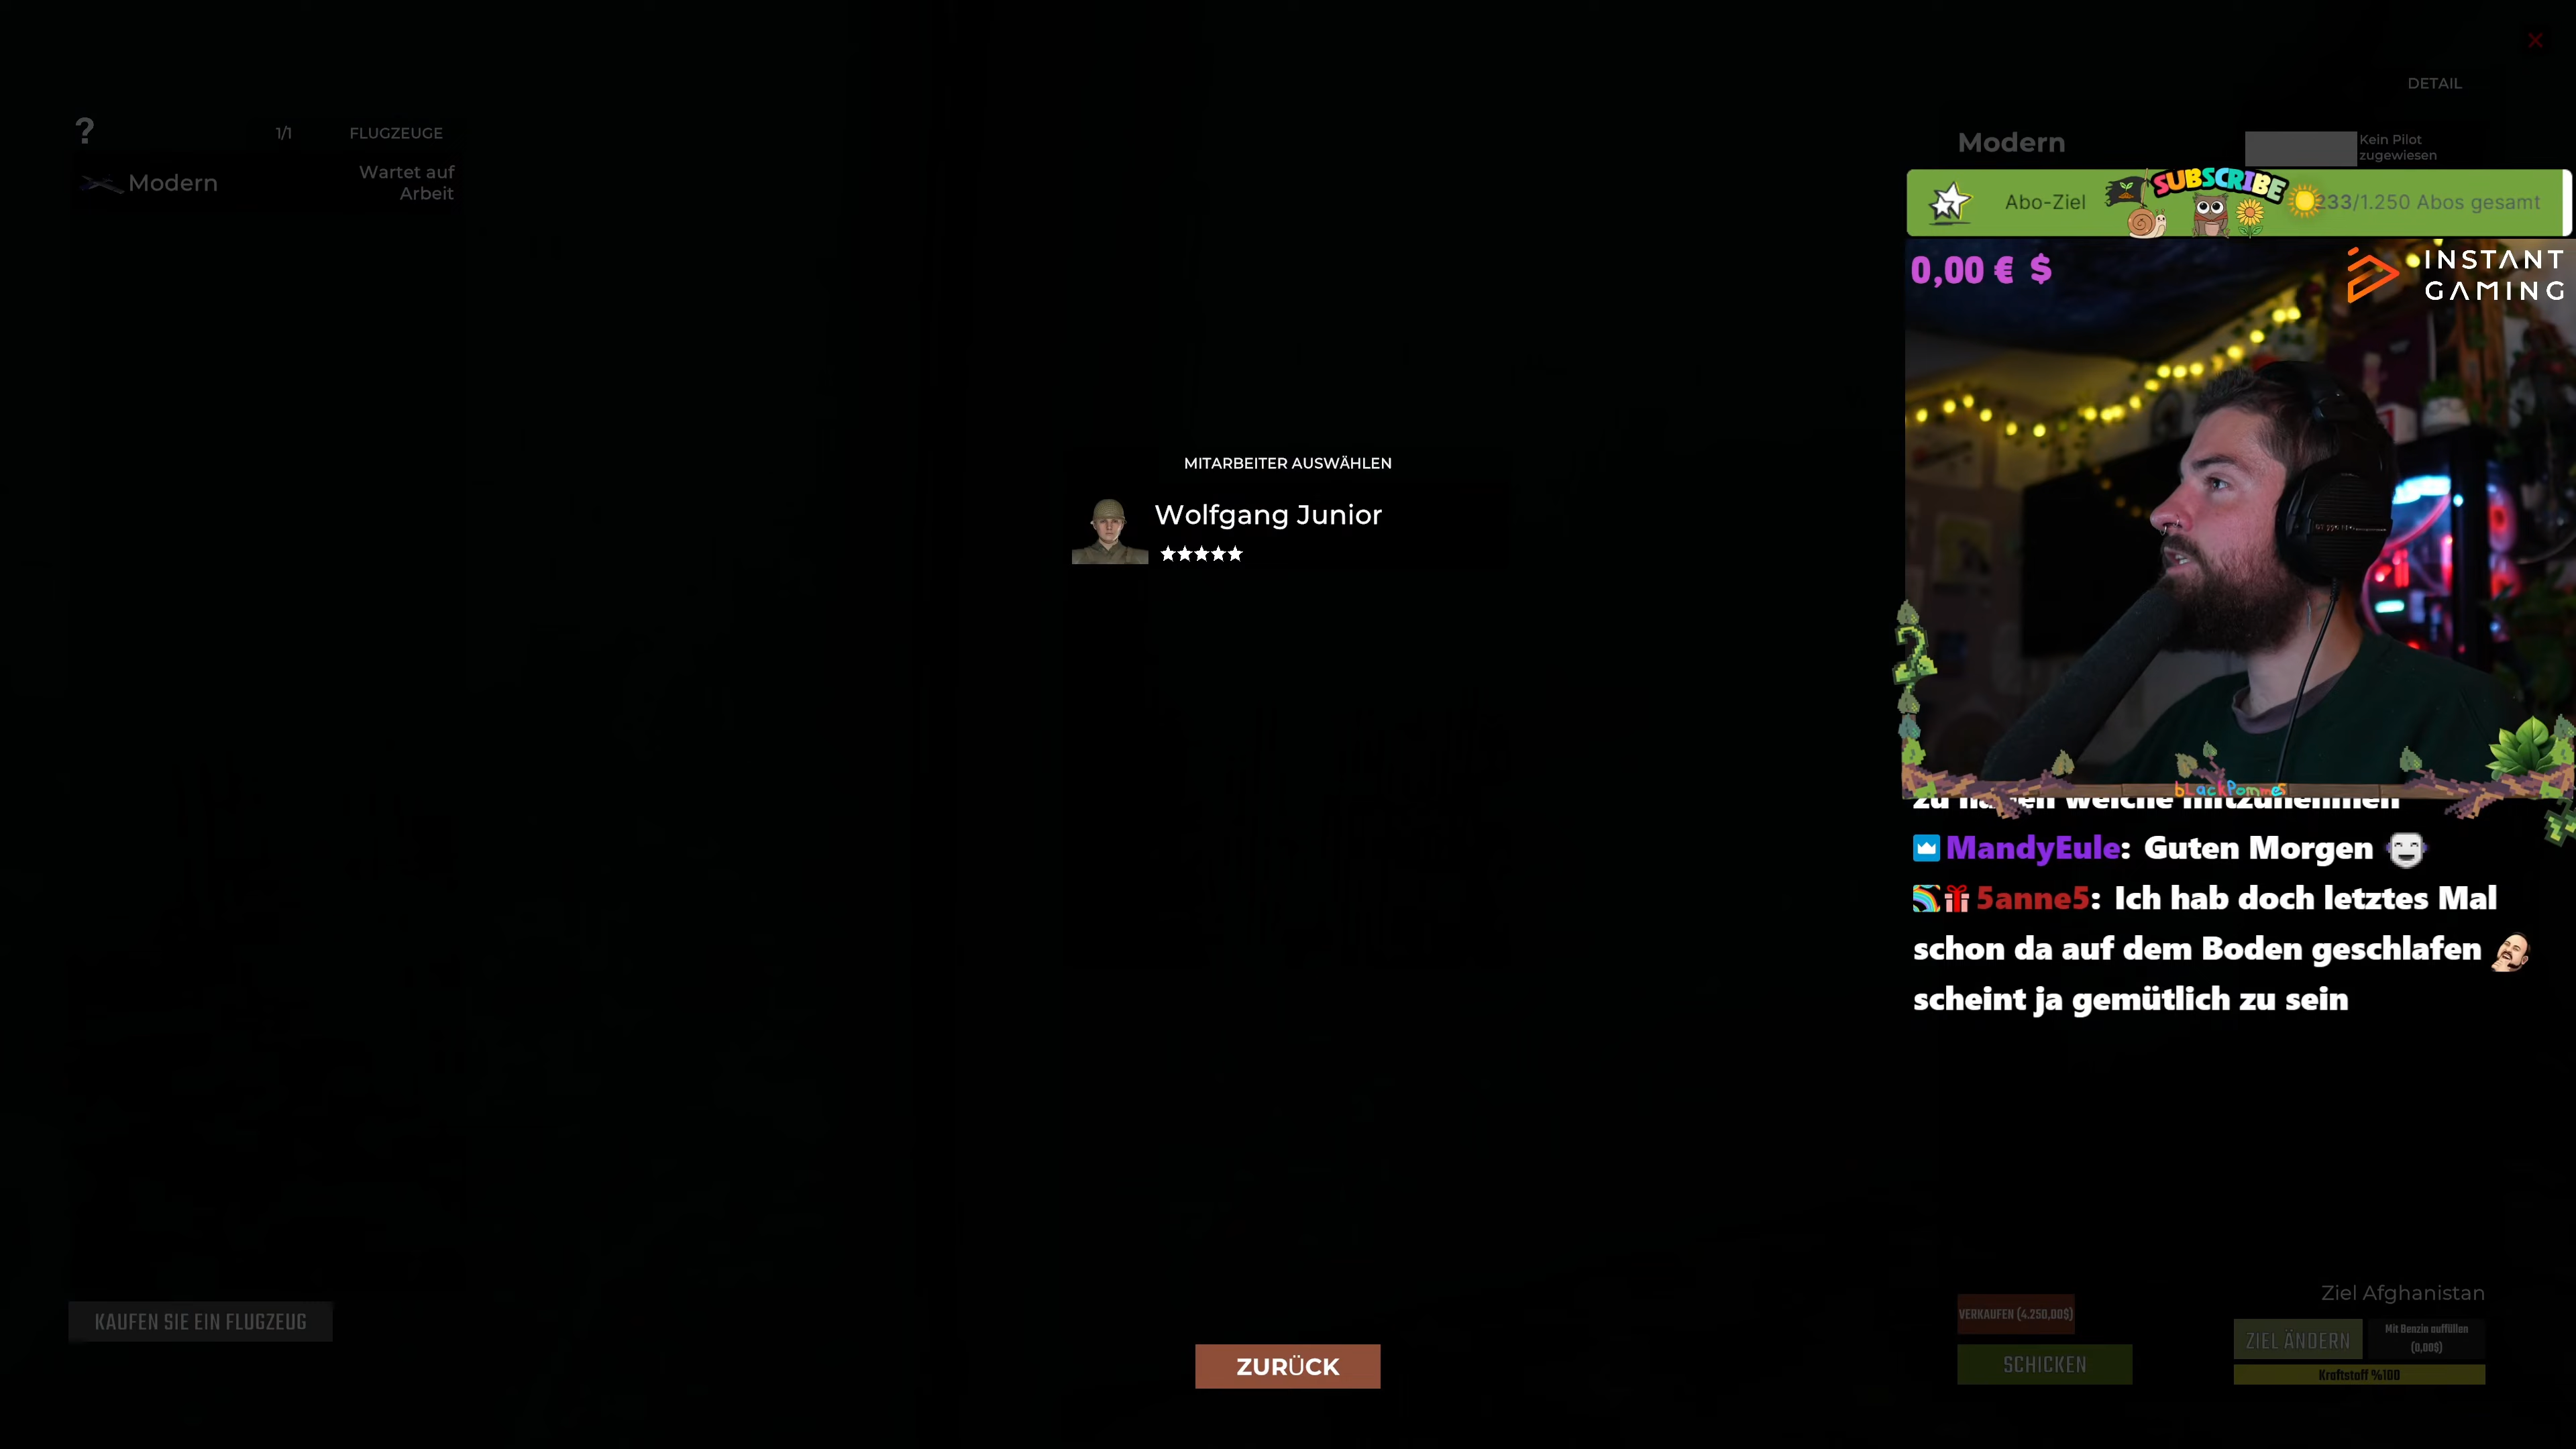 DETAIL
?
1/1
FLUGZEUGE
Modern
Wartet auf
Arbeit
Modern
Kein Pilot
zugewiesen
Abo-Ziel
SUBSCRIBE
233/1.250 Abos gesamt
0,00 € $
INSTANT
GAMING
MITARBEITER AUSWÄHLEN
Wolfgang Junior
blackPommes
MandyEule: Guten Morgen
5anne5: Ich hab doch letztes Mal
schon da auf dem Boden geschlafen
scheint ja gemütlich zu sein
KAUFEN SIE EIN FLUGZEUG
ZURÜCK
Ziel Afghanistan
VERKAUFEN (4.250,00$)
SCHICKEN
ZIEL ÄNDERN
Mit Benzin auffüllen
(0,00$)
Kraftstoff %100